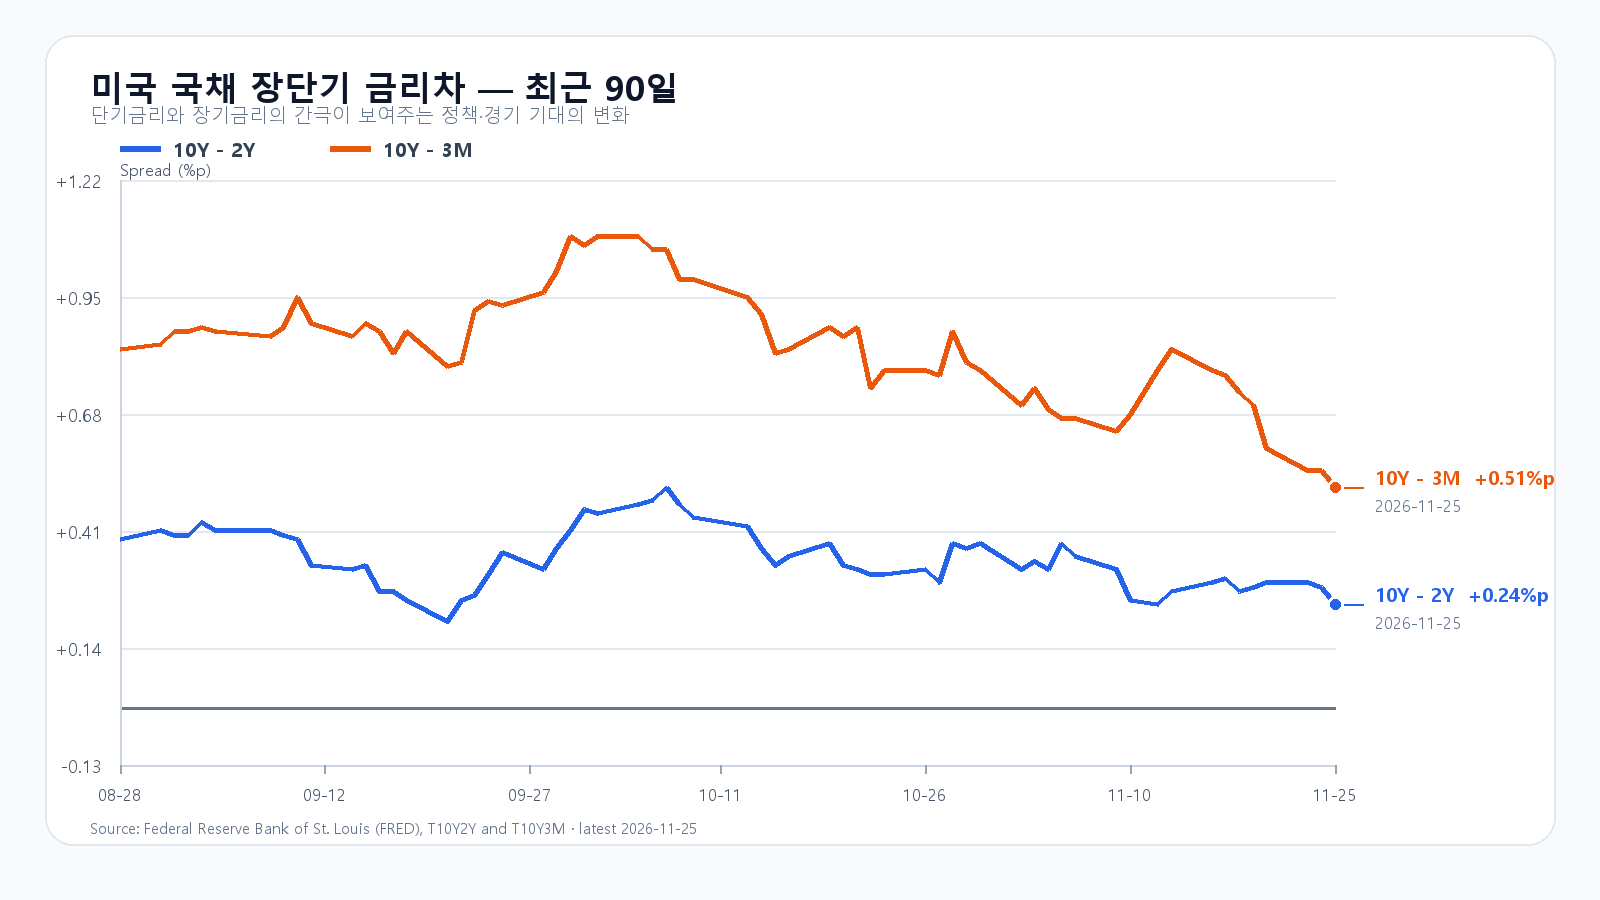 미국 국채 장단기 금리차 — 최근 90일
단기금리와 장기금리의 간극이 보여주는 정책·경기 기대의 변화
10Y - 2Y
10Y - 3M
Spread (%p)
+1.22
+0.95
+0.68
+0.41
+0.14
-0.13
10Y - 3M +0.51%p
2026-11-25
10Y - 2Y +0.24%p
2026-11-25
08-28
09-12
09-27
10-11
10-26
11-10
11-25
Source: Federal Reserve Bank of St. Louis (FRED), T10Y2Y and T10Y3M · latest 2026-11-25